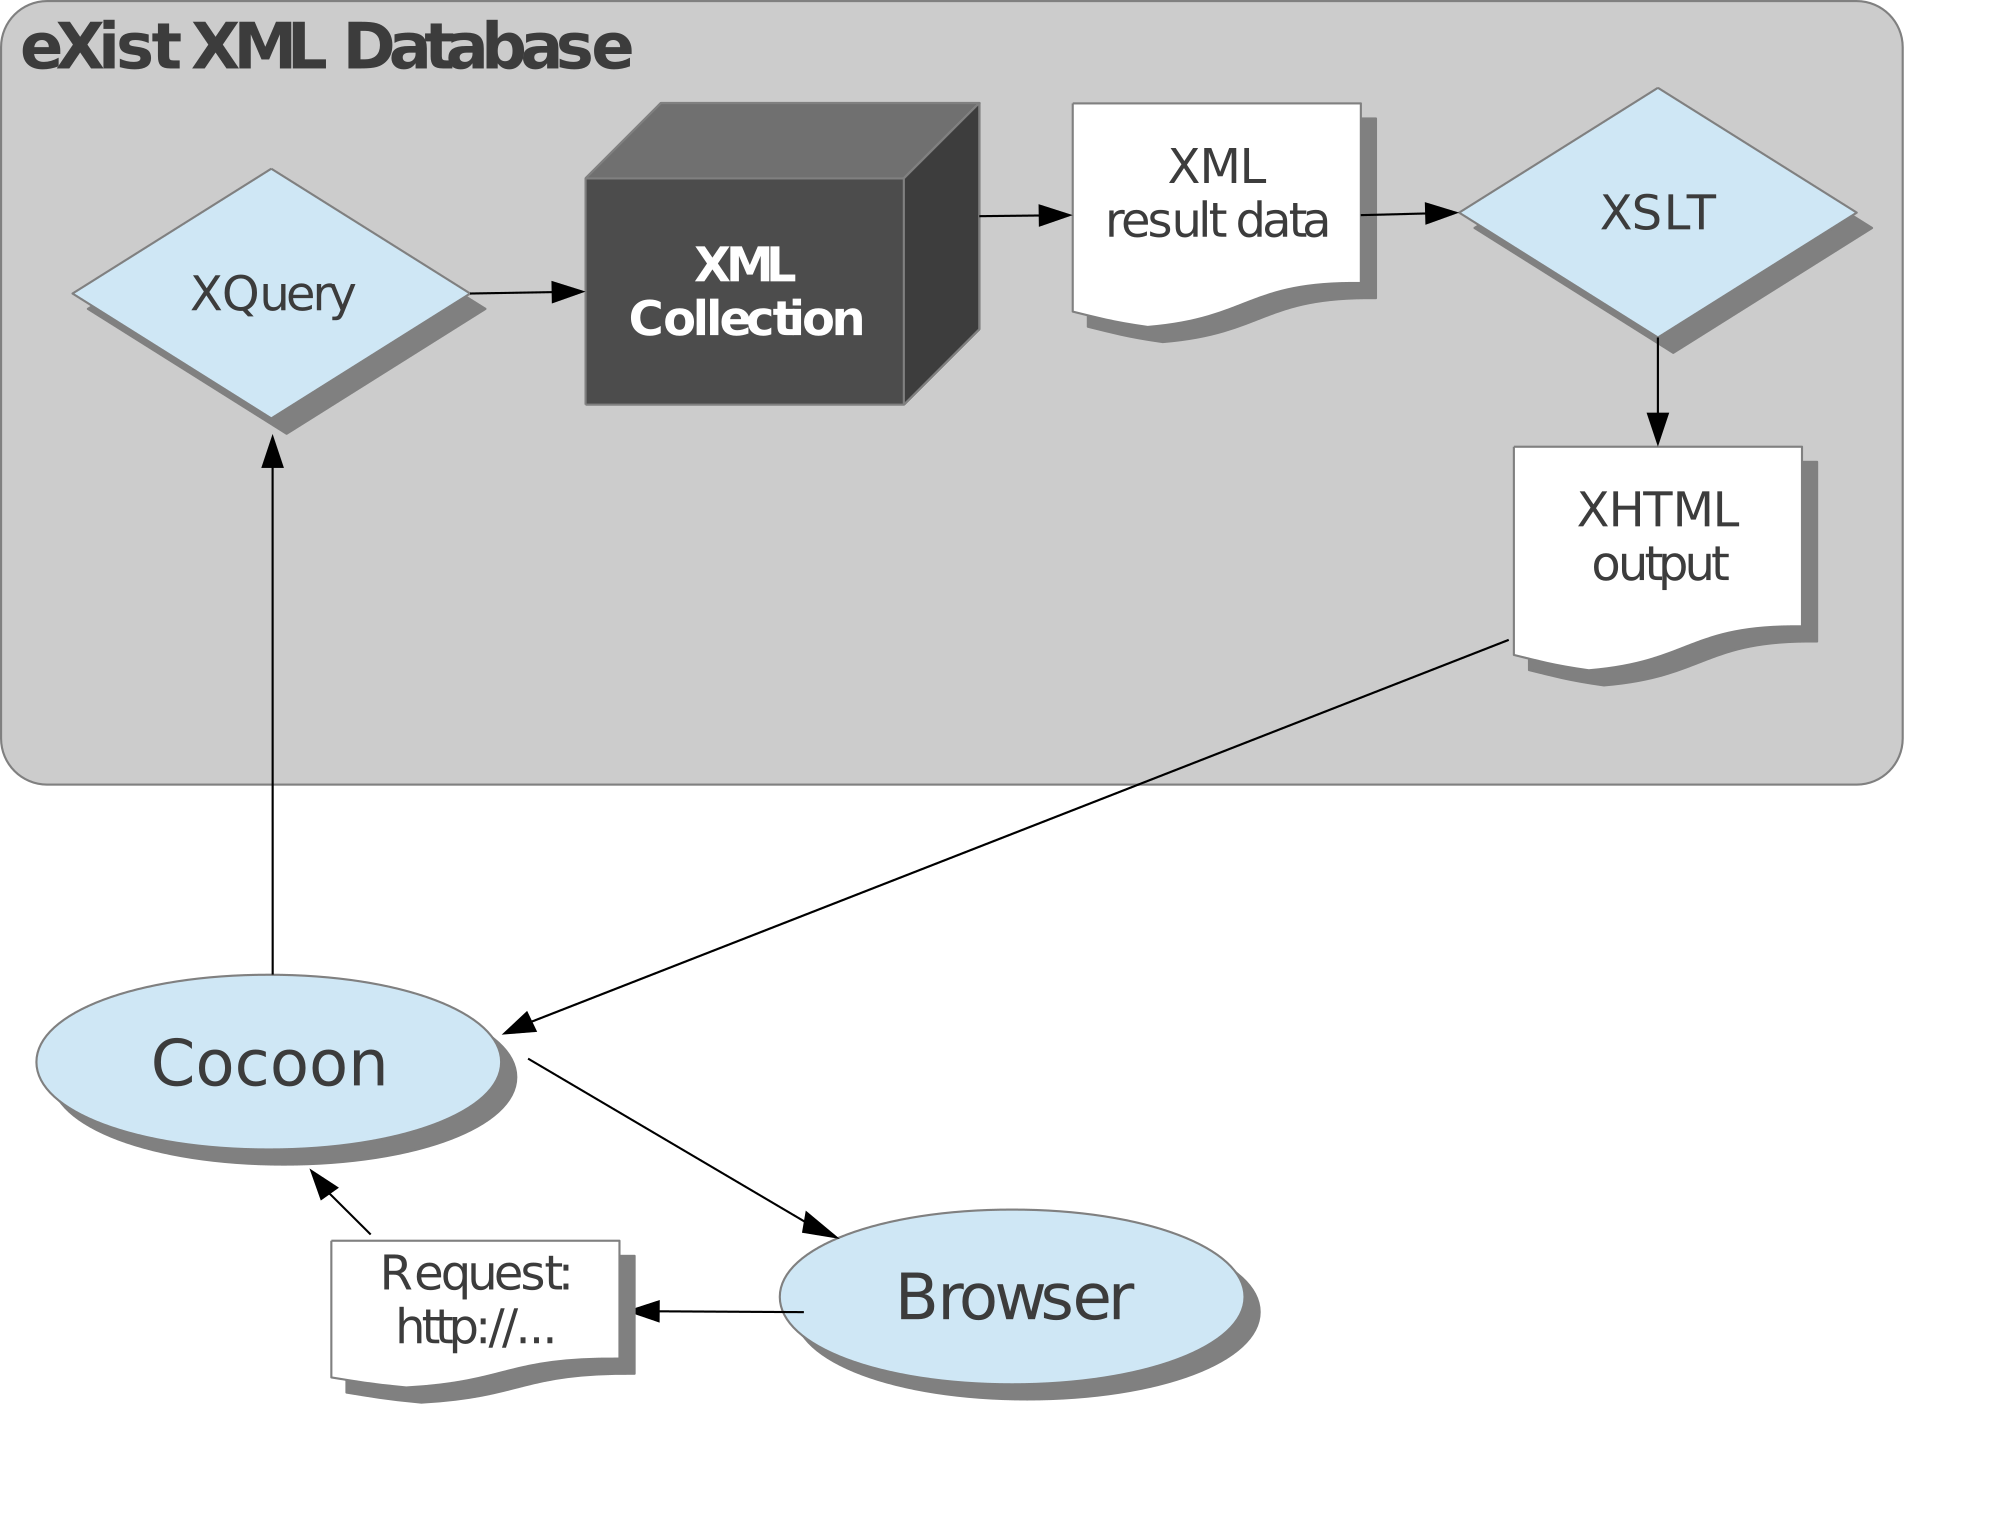 eXist XML Database
XQuery
XML
Collection
XML
result data
XSLT
XHTML
output
Cocoon
Request:
http://...
Browser